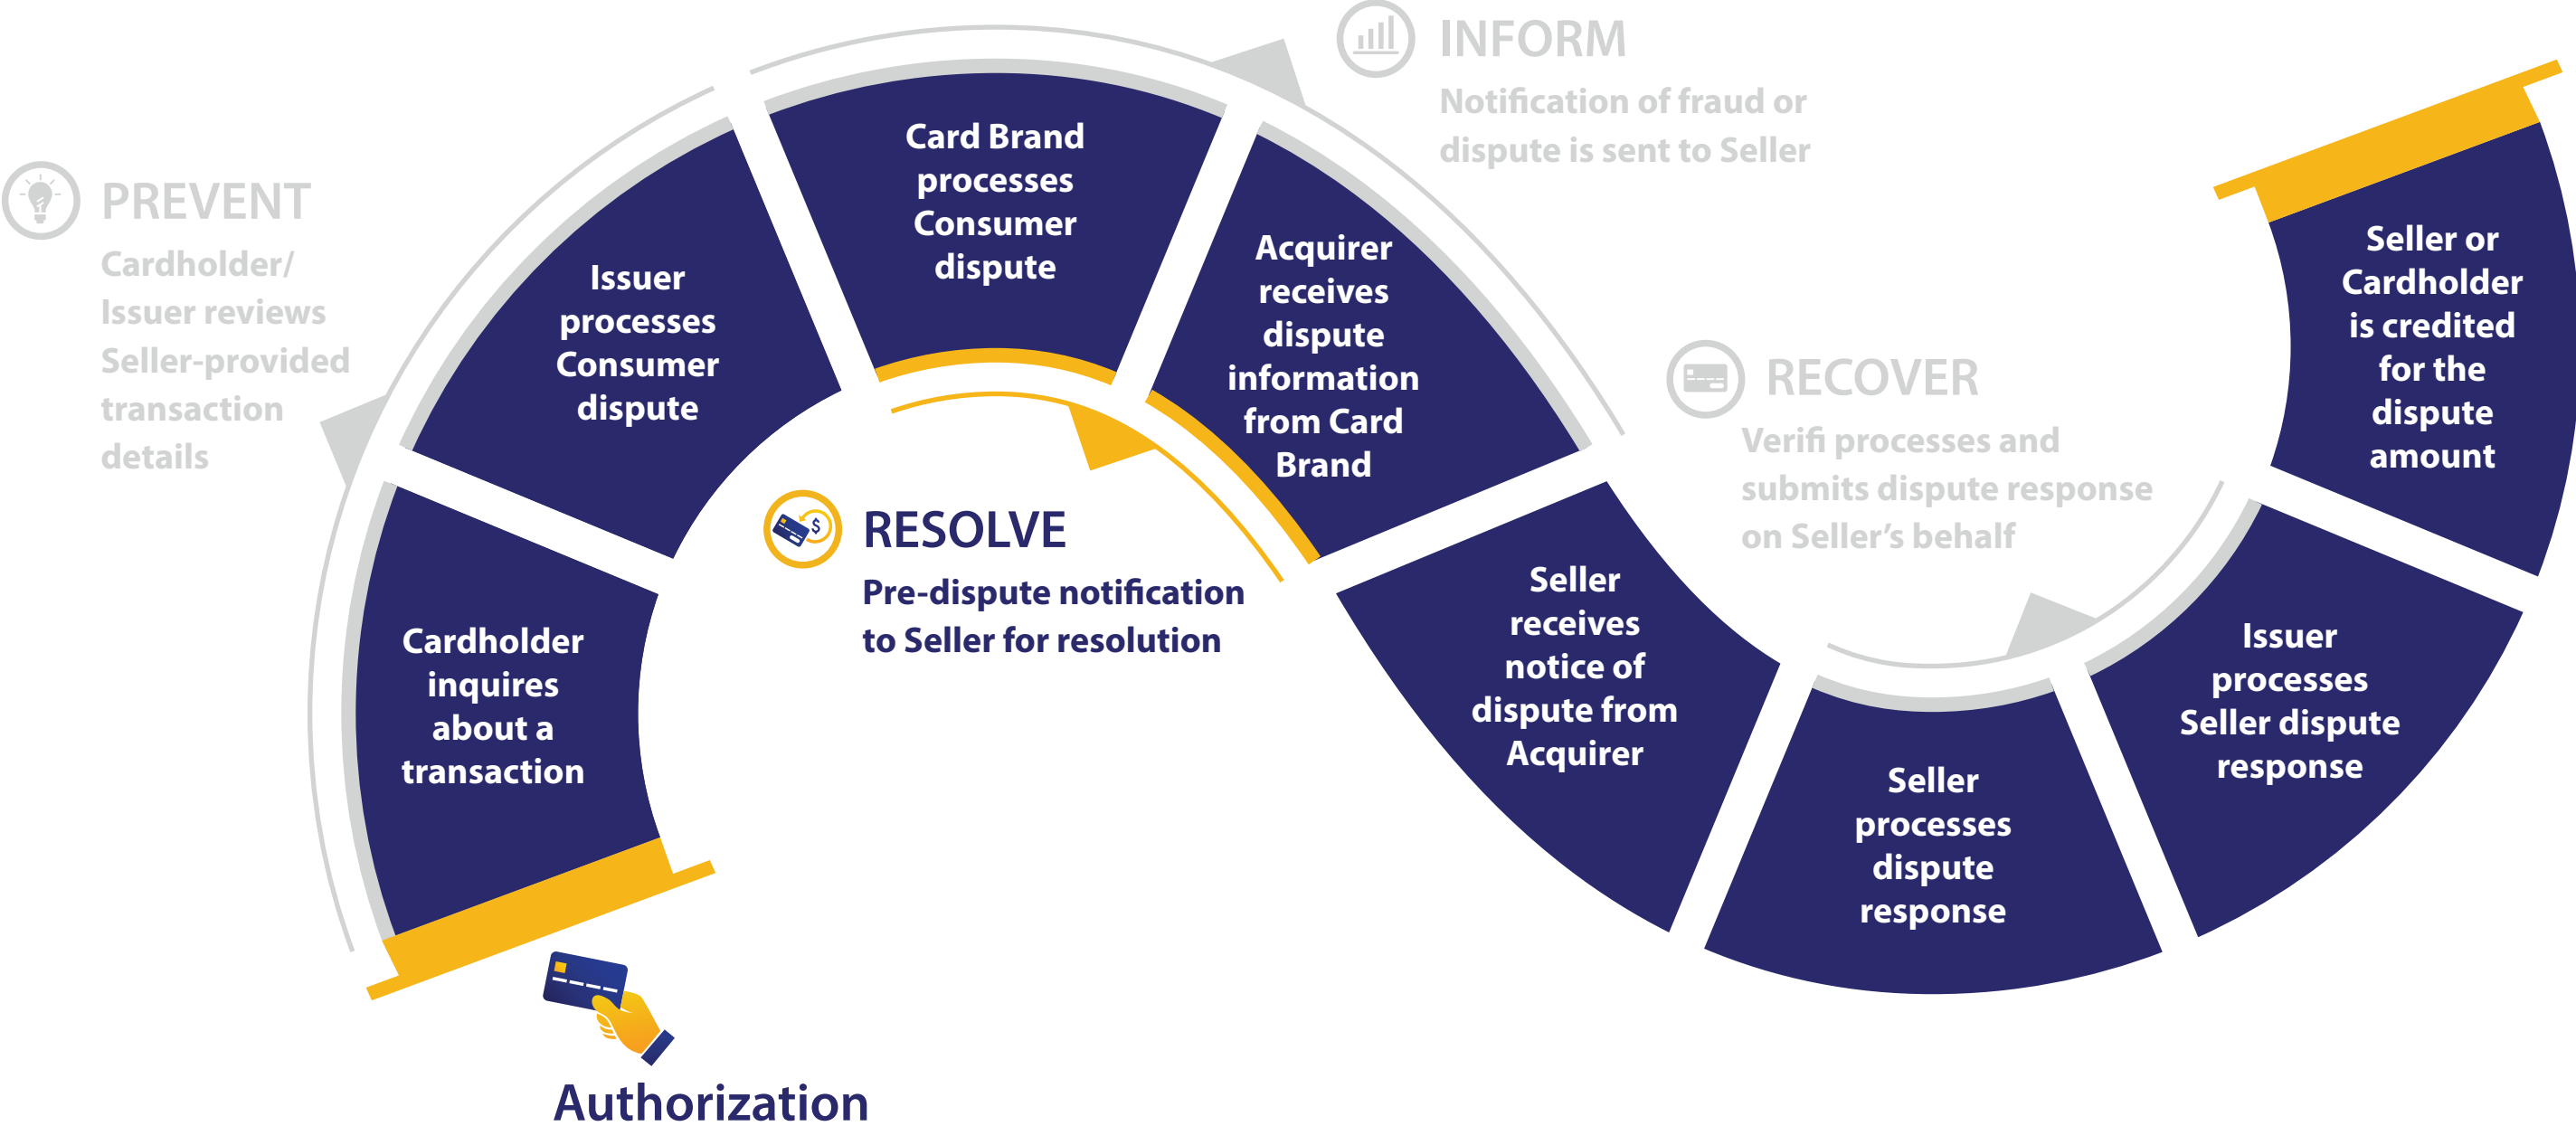 PREVENT
Cardholder/
Issuer reviews
Seller-provided
transaction
details
Cardholder
inquires
about a
transaction
Issuer
processes
Consumer
dispute
Card Brand
processes
Consumer
dispute
Acquirer
receives
dispute
information
from Card
Brand
INFORM
Notification of fraud or
dispute is sent to Seller
$
RESOLVE
Pre-dispute notification
to Seller for resolution
Seller
receives
notice of
dispute from
Acquirer
RECOVER
Verifi processes and
submits dispute response
on Seller’s behalf
Seller
processes
dispute
response
Issuer
processes
Seller dispute
response
Seller or
Cardholder
is credited
for the
dispute
amount
Authorization